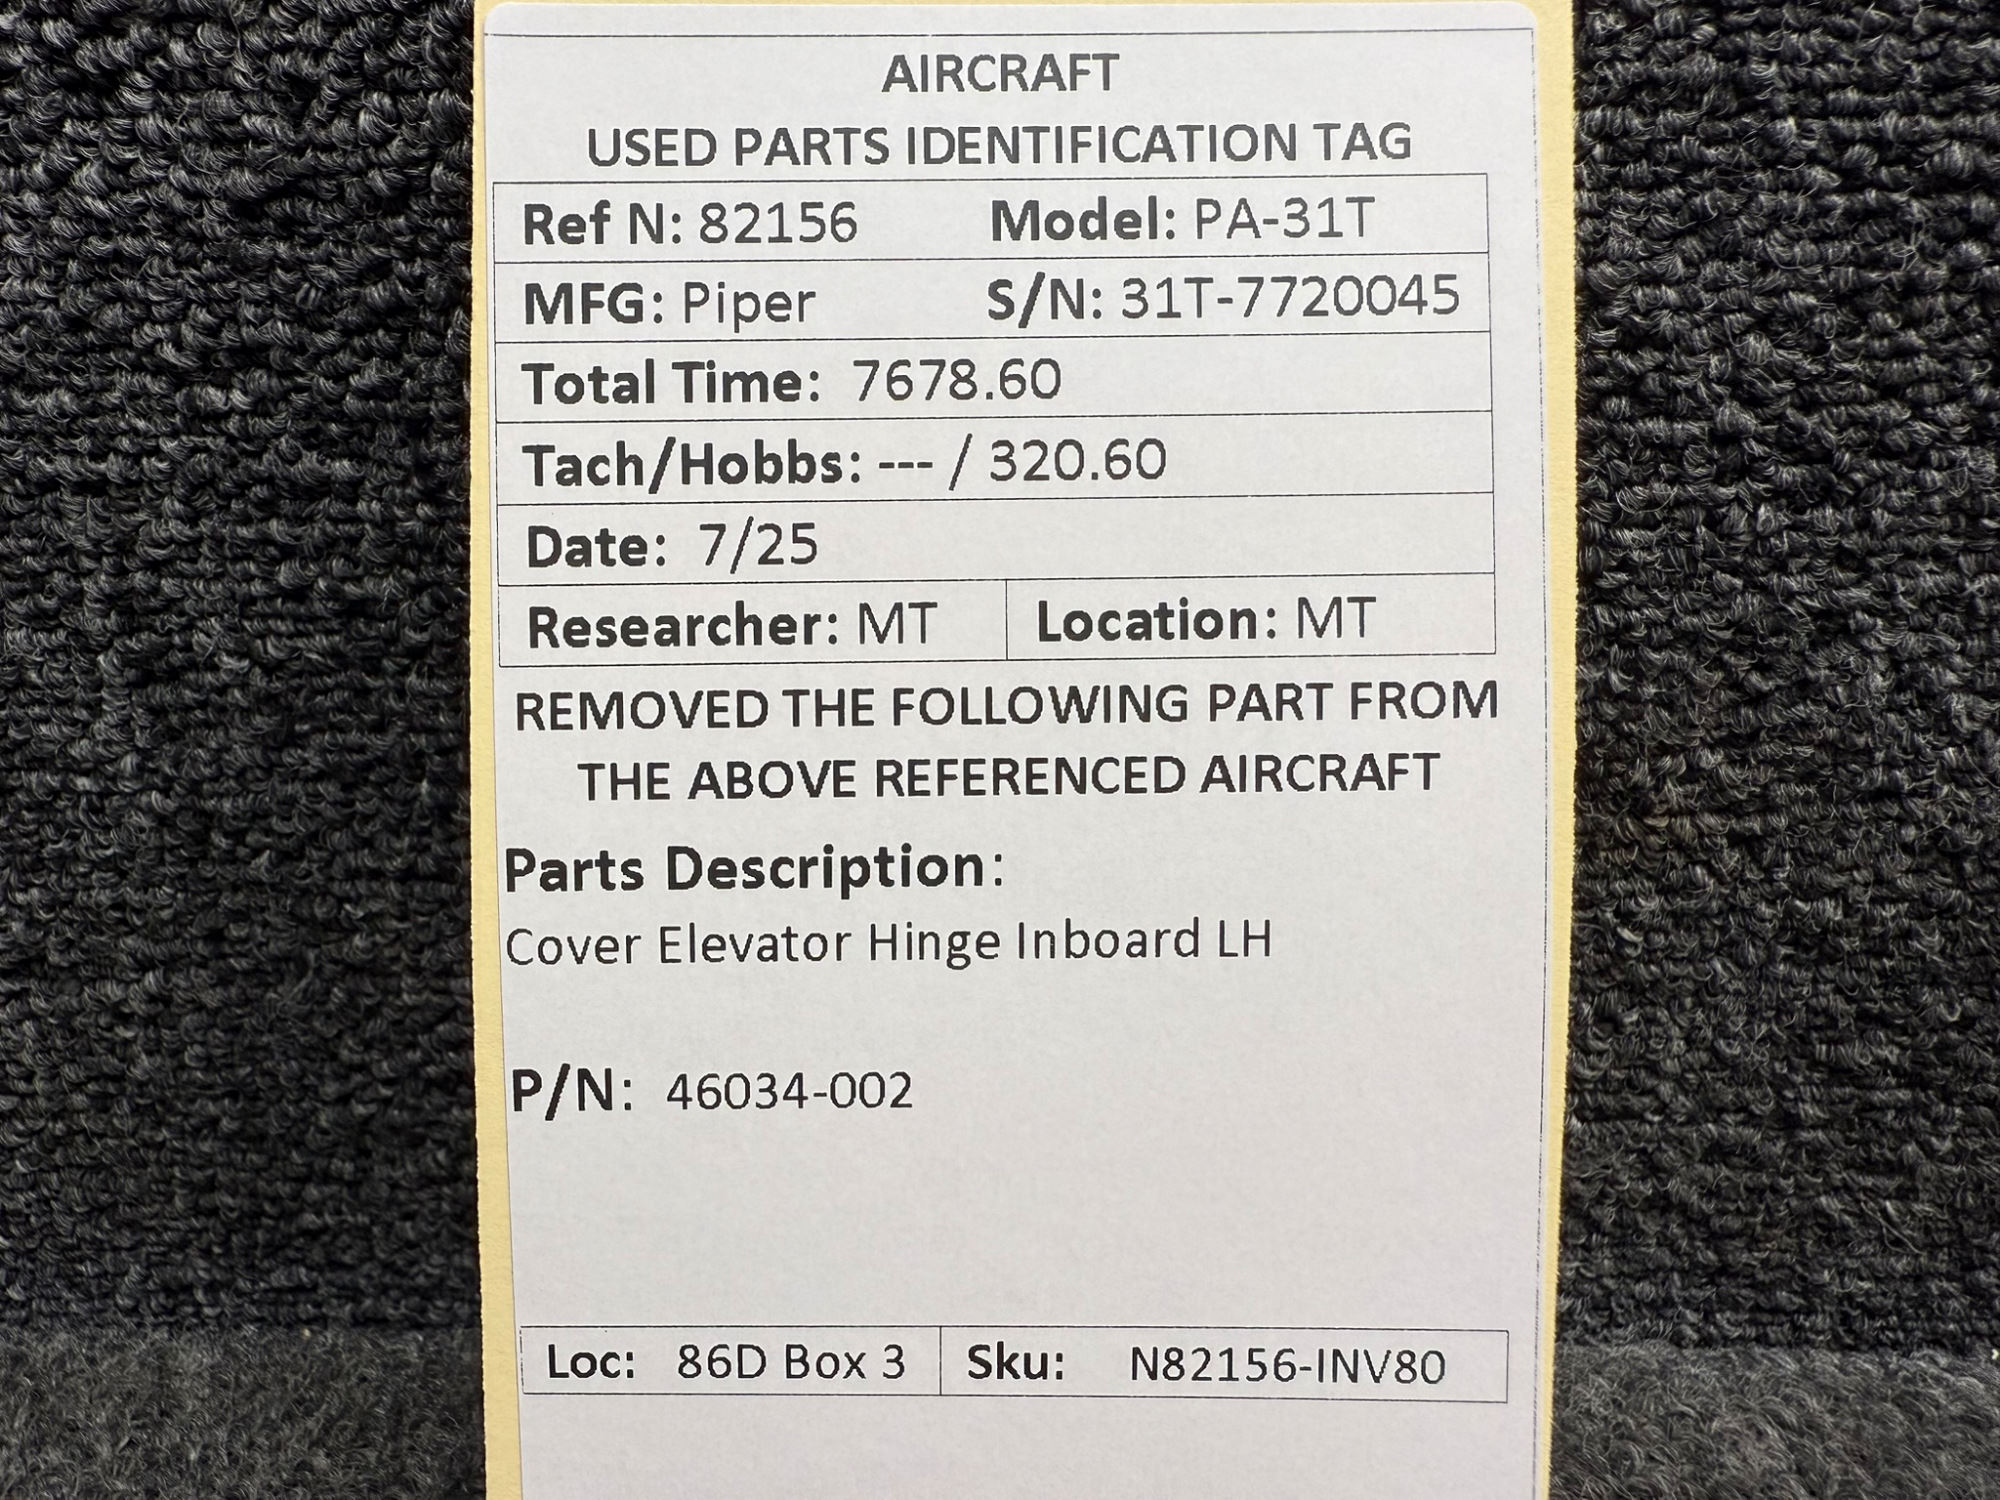 AIRCRAFT
USED PARTS IDENTIFICATION TAG
Ref N: 82156 Model: PA-31T
MFG: Piper S/N: 31T-7720045
Total Time: 7678.60
Tach/Hobbs: --- / 320.60
Date: 7/25
Researcher: MT Location: MT
REMOVED THE FOLLOWING PART FROM
THE ABOVE REFERENCED AIRCRAFT
Parts Description:
Cover Elevator Hinge Inboard LH
P/N: 46034-002
Loc: 86D Box 3 Sku: N82156-INV80